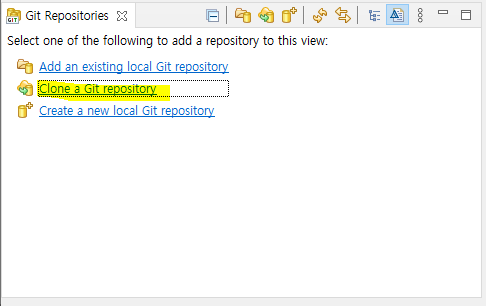 GIT Git Repositories
Select one of the following to add a repository to this view:
Add an existing local Git repository
Clone a Git repository
Create a new local Git repository